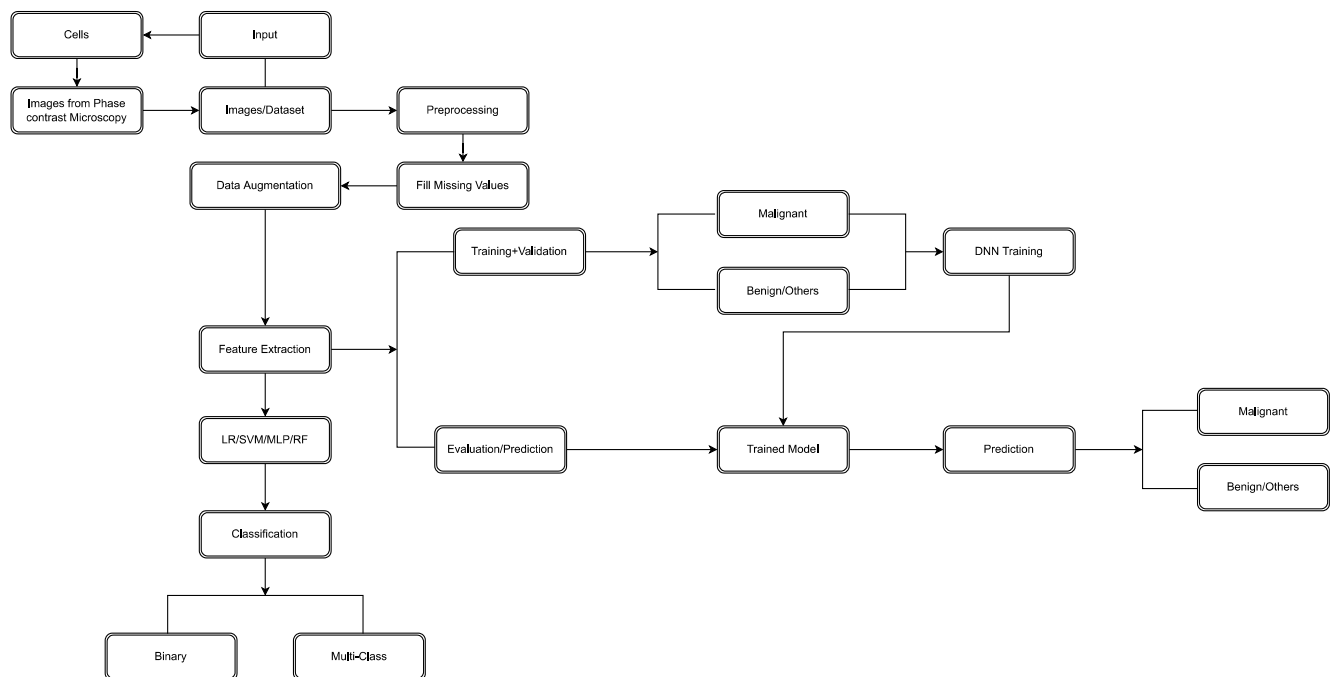 Cells
Input
Images from Phase
contrast Microscopy
Images/Dataset
Preprocessing
Data Augmentation
Fill Missing Values
Malignant
Training+Validation
DNN Training
Benign/Others
Feature Extraction
Malignant
LR/SVM/MLP/RF
Evaluation/Prediction
Trained Model
Prediction
Benign/Others
Classification
Binary
Multi-Class